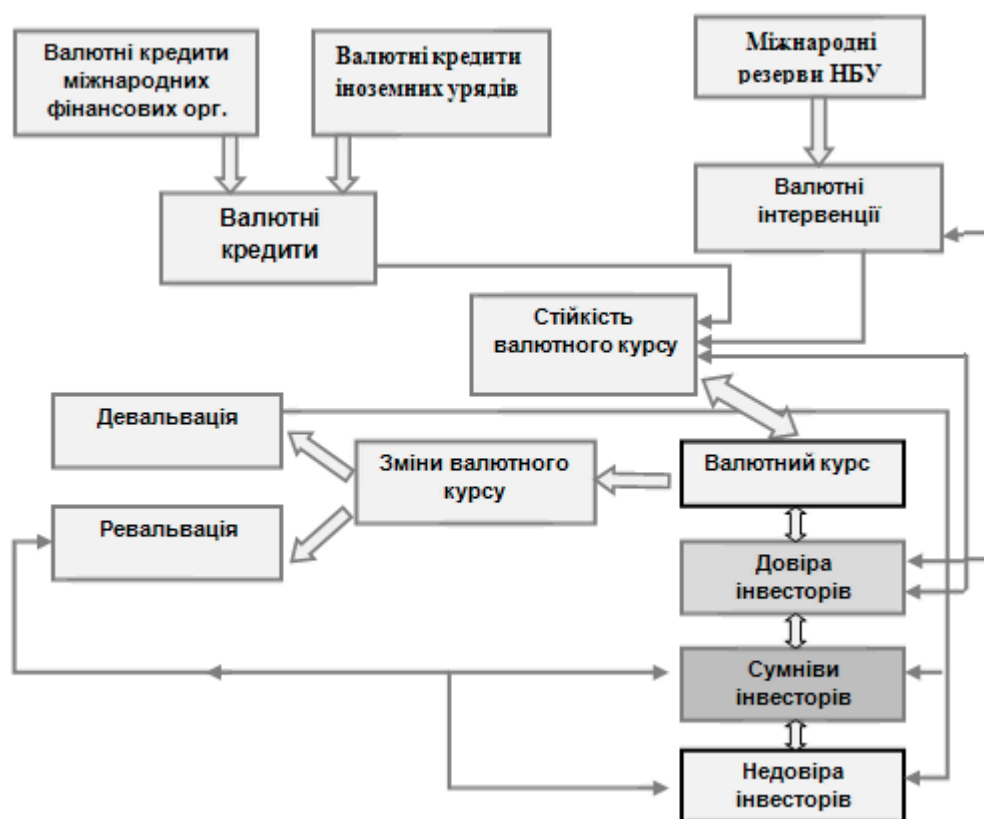 Валютні кредити
міжнародних
фінансових орг.
Валютні кредити
іноземних урядів
Міжнародні
резерви НБУ
Валютні
кредити
Валютні
інтервенції
Стійкість
валютного курсу
Девальвація
Зміни валютного
курсу
Валютний курс
Ревальвація
Довіра
інвесторів
Сумніви
інвесторів
Недовіра
інвесторів